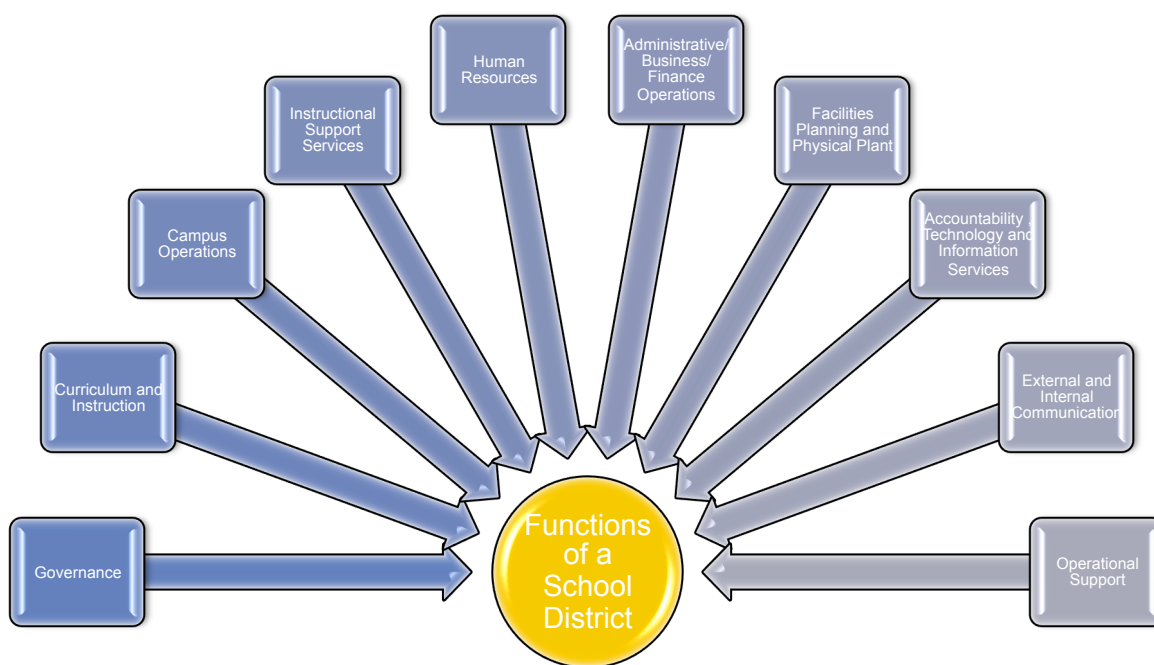 Governance
Curriculum and
Instruction
Campus
Operations
Instructional
Support
Services
Human
Resources
Administrative/
Business/
Finance
Operations
Facilities
Planning and
Physical Plant
Accountability ,
Technology and
Information
Services
External and
Internal
Communication
Operational
Support
Functions
of a
School
District